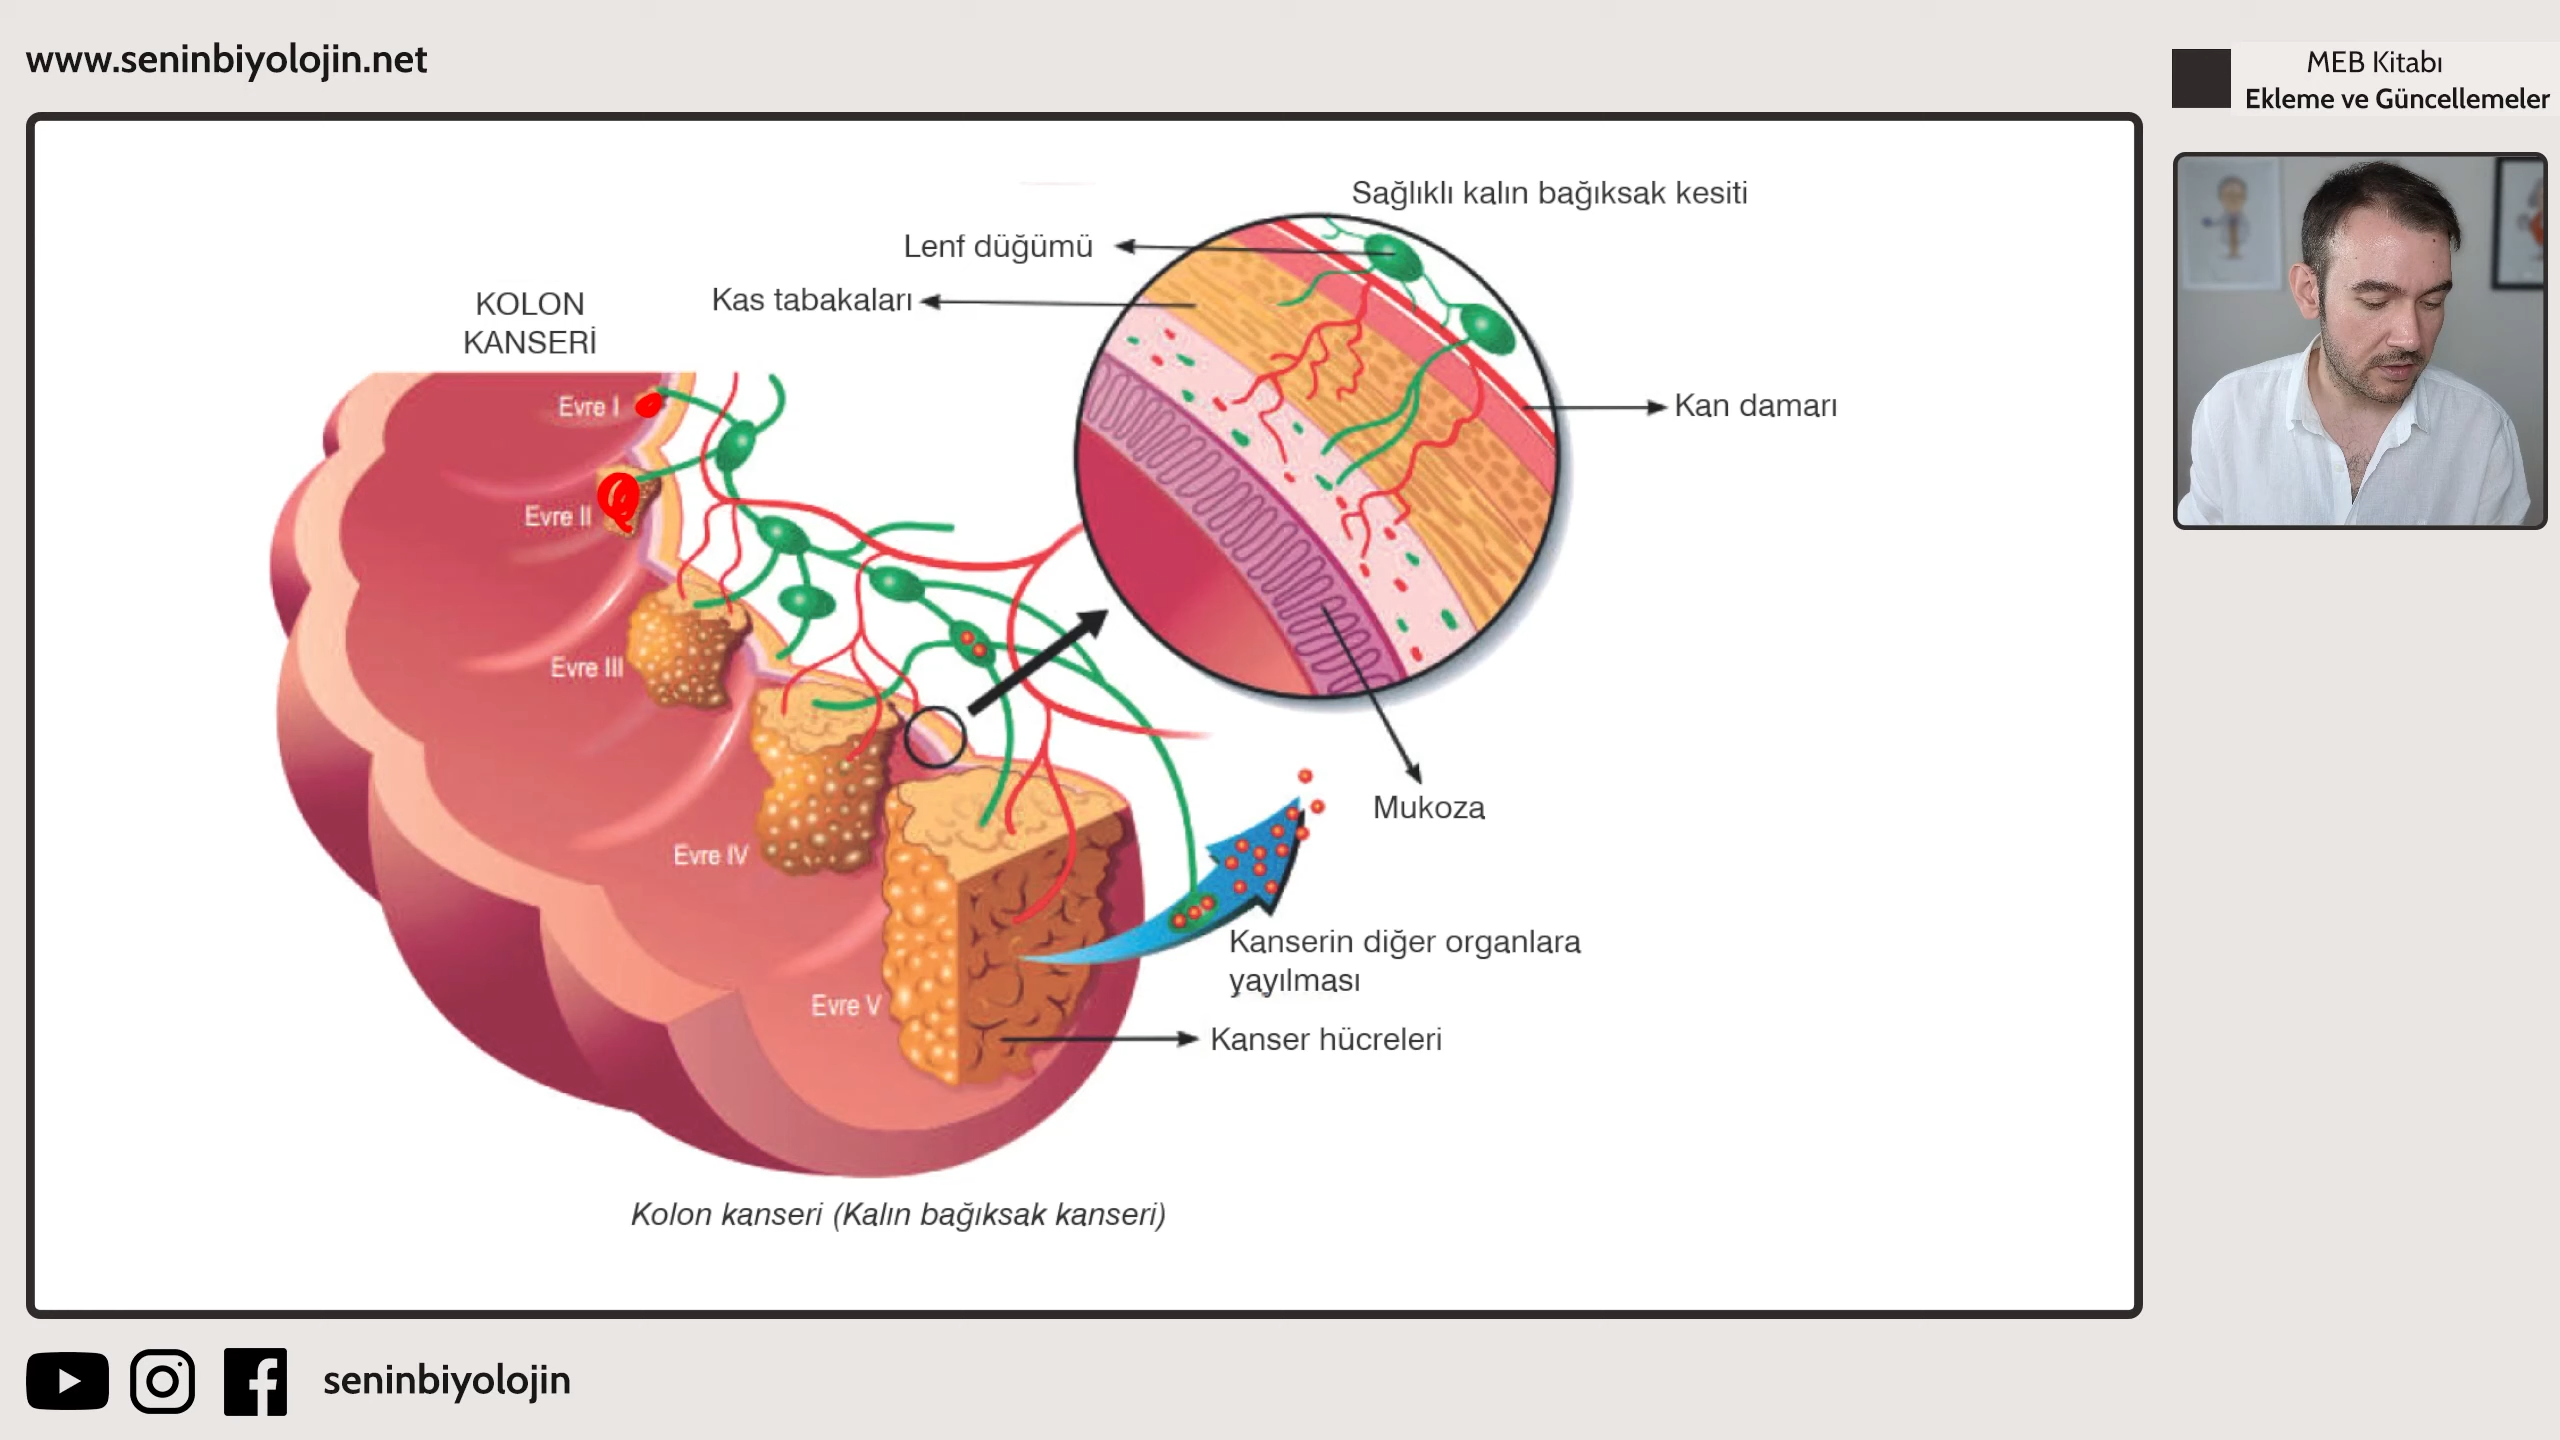 www.seninbiyolojin.net
MEB Kitabı
Ekleme ve Güncellemeler
Sağlıklı kalın bağıksak kesiti
Lenf düğümü
Kas tabakaları
KOLON
KANSERİ
Evre I
Kan damarı
Evre II
Evre III
Mukoza
Evre IV
Kanserin diğer organlara
yayılması
Evre V
Kanser hücreleri
Kolon kanseri (Kalın bağıksak kanseri)
seninbiyolojin